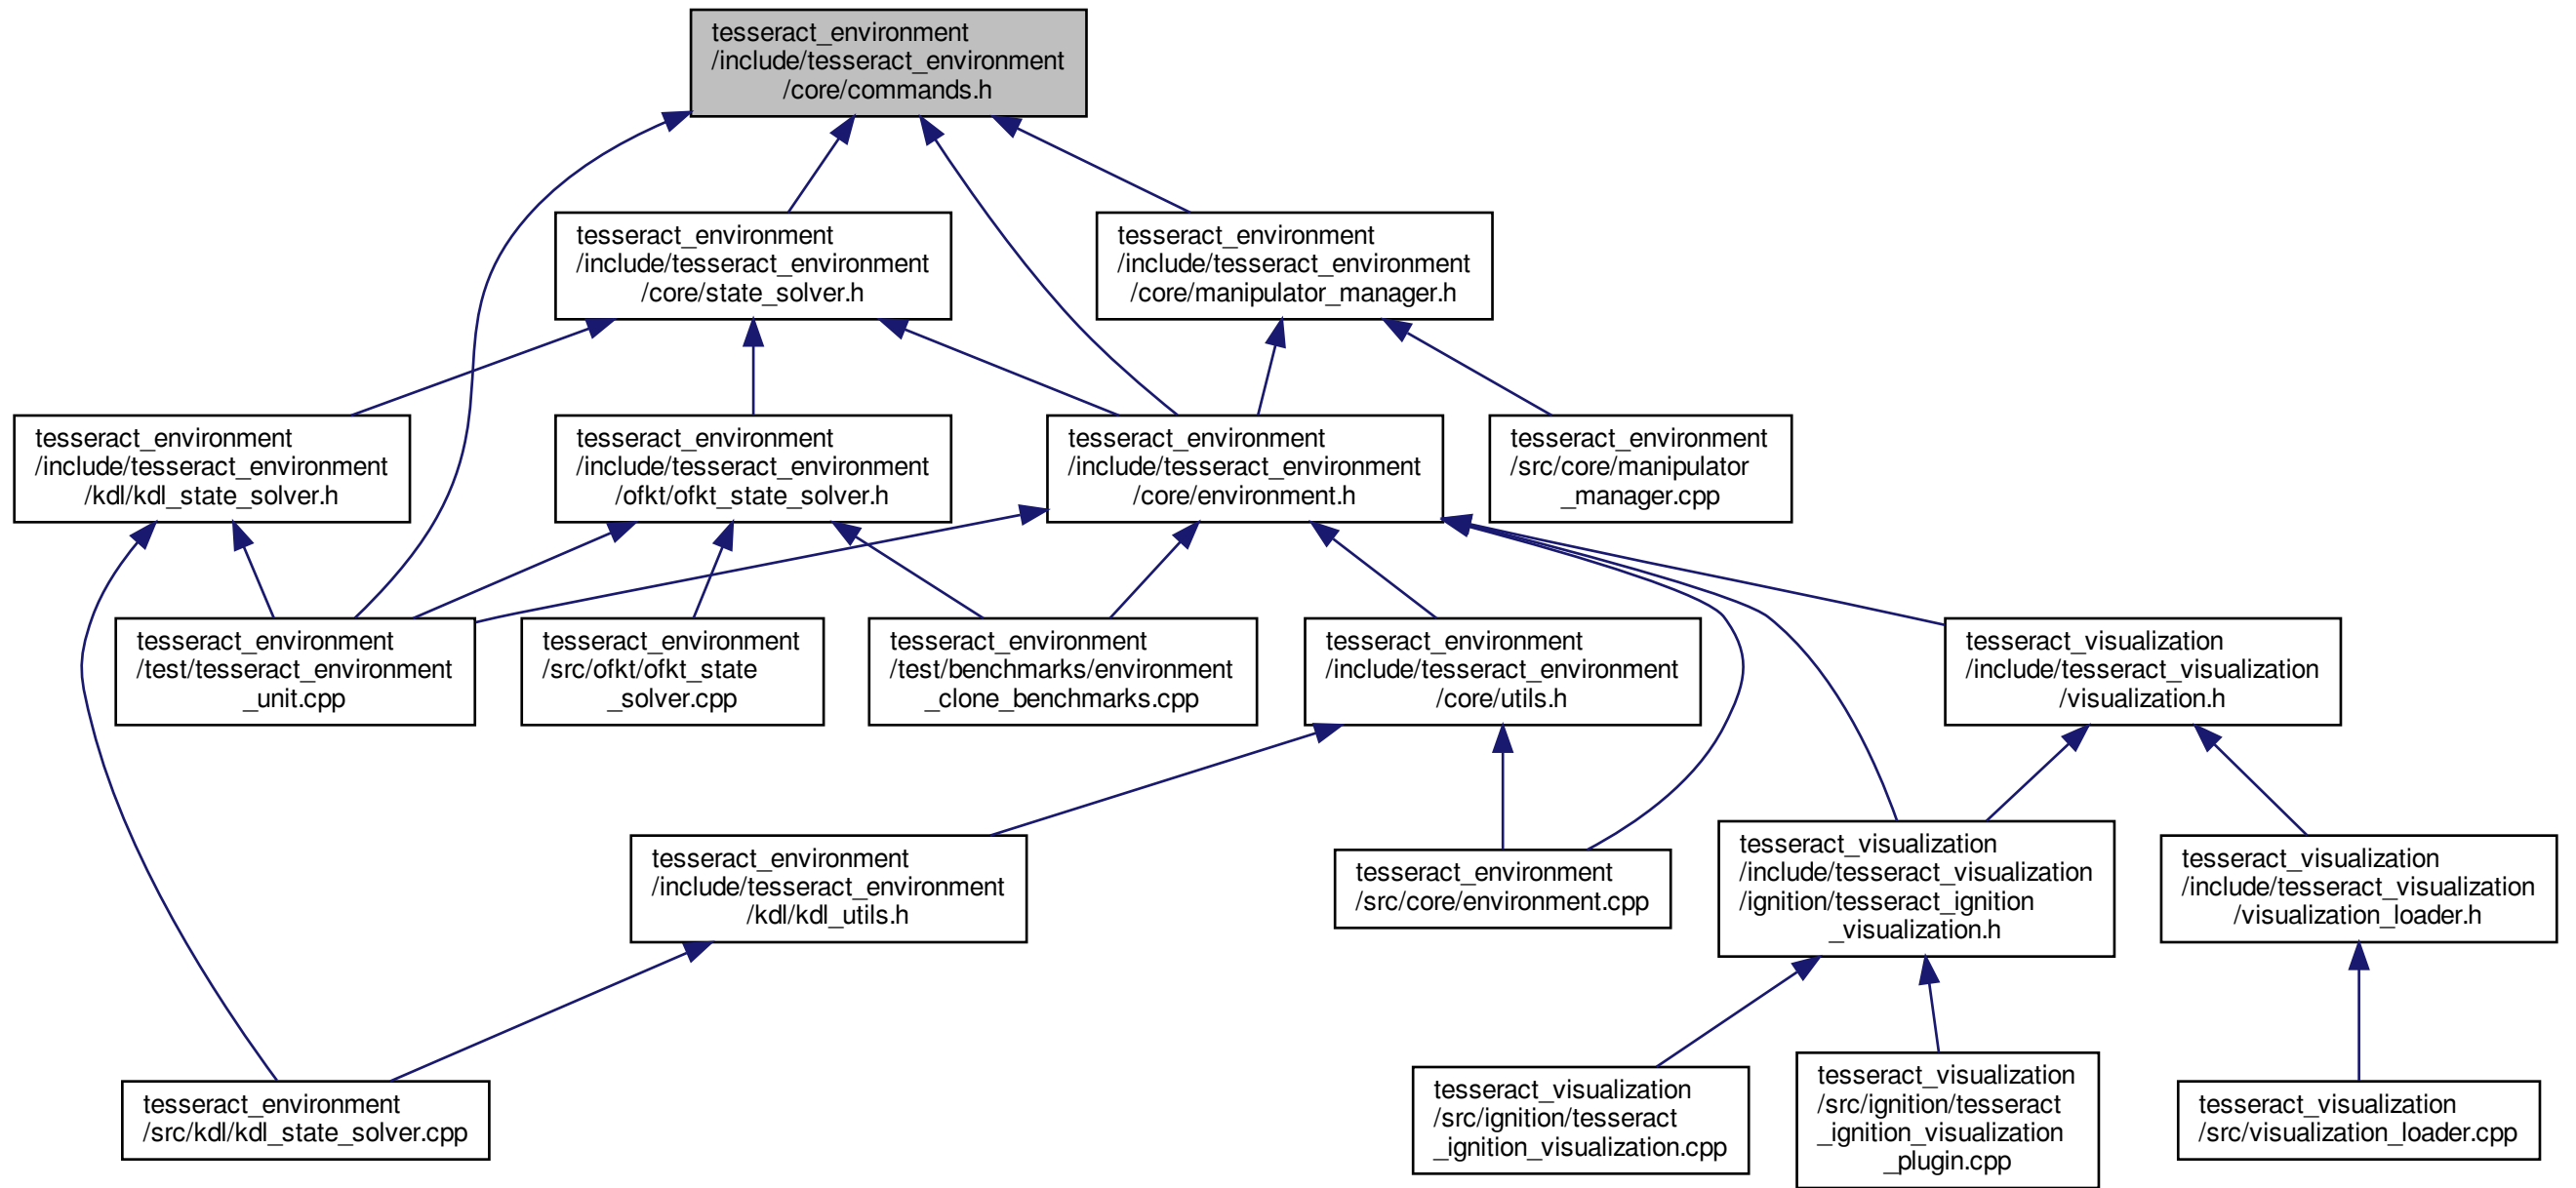 tesseract_environment
/include/tesseract_environment
/core/commands.h
tesseract_environment
/include/tesseract_environment
/core/state_solver.h
tesseract_environment
/include/tesseract_environment
/core/manipulator_manager.h
tesseract_environment
/include/tesseract_environment
/kdl/kdl_state_solver.h
tesseract_environment
/include/tesseract_environment
/ofkt/ofkt_state_solver.h
tesseract_environment
/include/tesseract_environment
/core/environment.h
tesseract_environment
/src/core/manipulator
_manager.cpp
tesseract_environment
/test/tesseract_environment
_unit.cpp
tesseract_environment
/src/ofkt/ofkt_state
_solver.cpp
tesseract_environment
/test/benchmarks/environment
_clone_benchmarks.cpp
tesseract_environment
/include/tesseract_environment
/core/utils.h
tesseract_visualization
/include/tesseract_visualization
/visualization.h
tesseract_environment
/include/tesseract_environment
/kdl/kdl_utils.h
tesseract_environment
/src/core/environment.cpp
tesseract_visualization
/include/tesseract_visualization
/ignition/tesseract_ignition
_visualization.h
tesseract_visualization
/include/tesseract_visualization
/visualization_loader.h
tesseract_environment
/src/kdl/kdl_state_solver.cpp
tesseract_visualization
/src/ignition/tesseract
_ignition_visualization.cpp
tesseract_visualization
/src/ignition/tesseract
_ignition_visualization
_plugin.cpp
tesseract_visualization
/src/visualization_loader.cpp